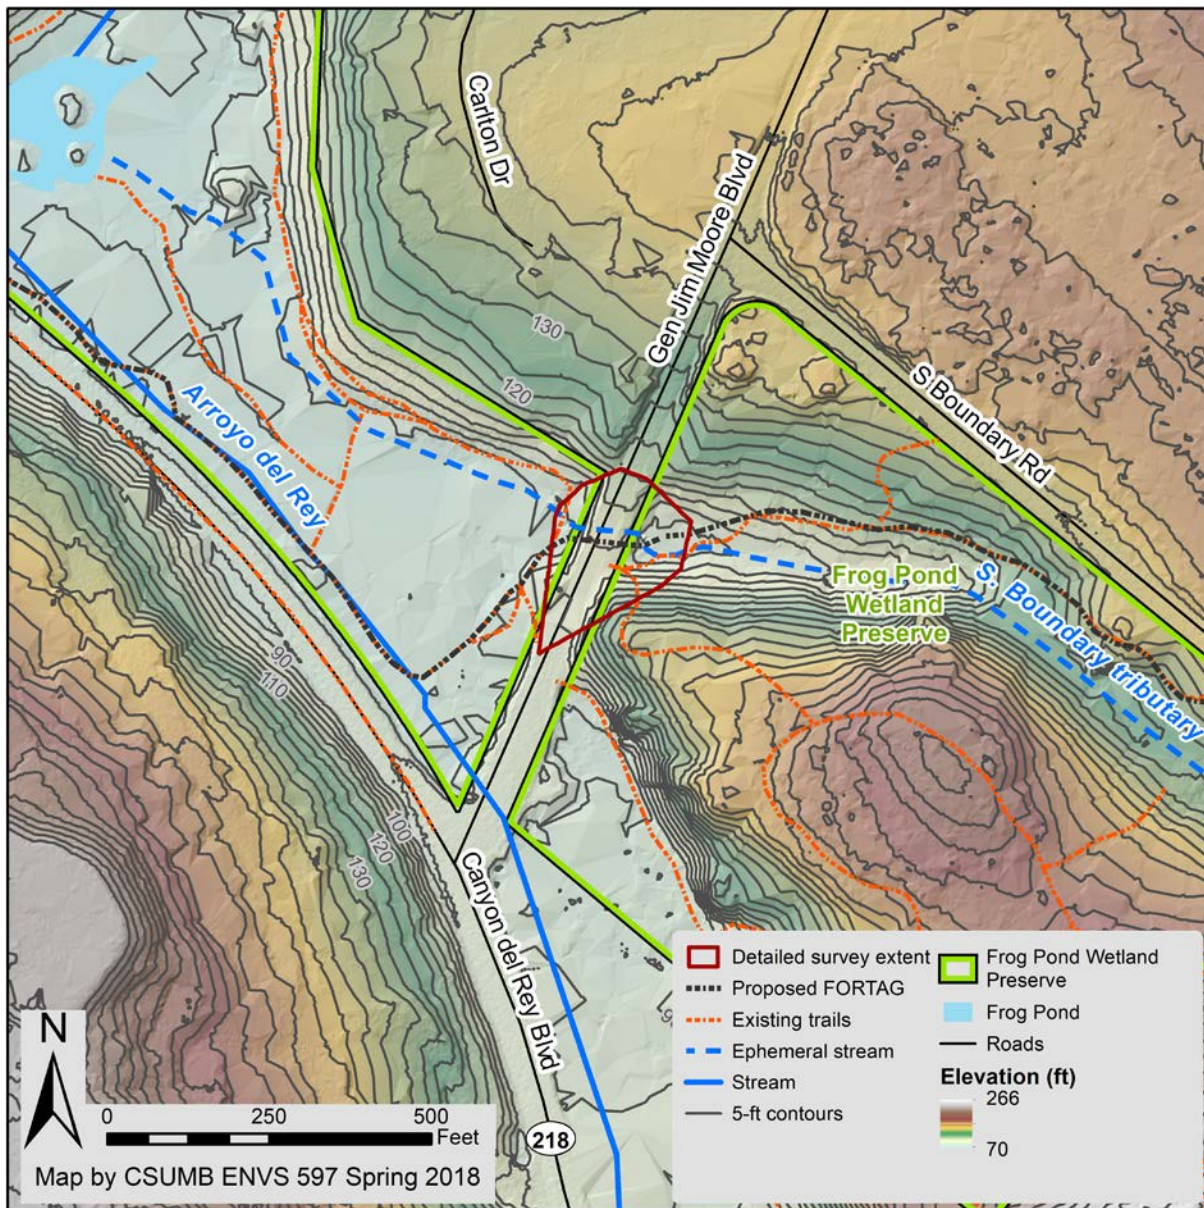 Carlton Dr
Gen Jim Moore Blvd
130
120
S Boundary Rd
Arroyo del Rey
Frog Pond
Wetland
Preserve
S. Boundary tributary
90
110
100
120
130
Canyon del Rey Blvd
218
Detailed survey extent
Proposed FORTAG
Existing trails
Ephemeral stream
Stream
5-ft contours
Frog Pond Wetland
Preserve
Frog Pond
Roads
Elevation (ft)
266
70
N
0 250 500
Feet
Map by CSUMB ENVS 597 Spring 2018